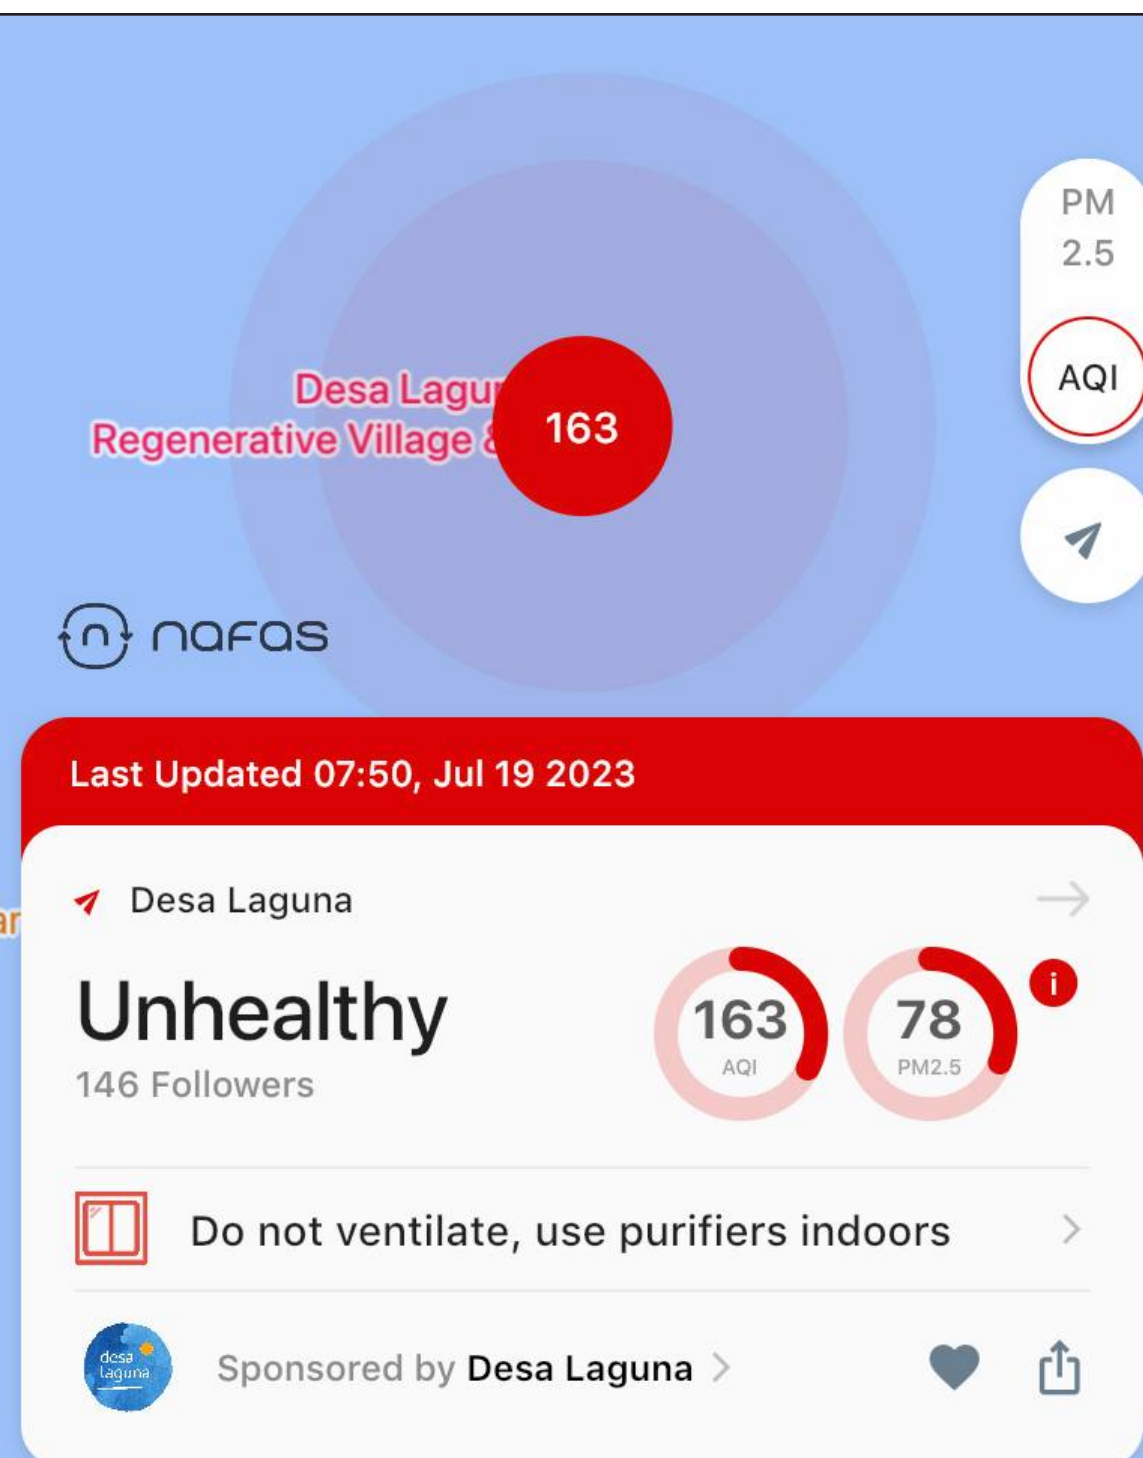 PM
2.5
AQI
Desa Lagu
Regenerative Village
163
n nafas
Last Updated 07:50, Jul 19 2023
Desa Laguna
Unhealthy
146 Followers
163
AQI
78
PM2.5
i
Do not ventilate, use purifiers indoors
desa
laguna
Sponsored by Desa Laguna